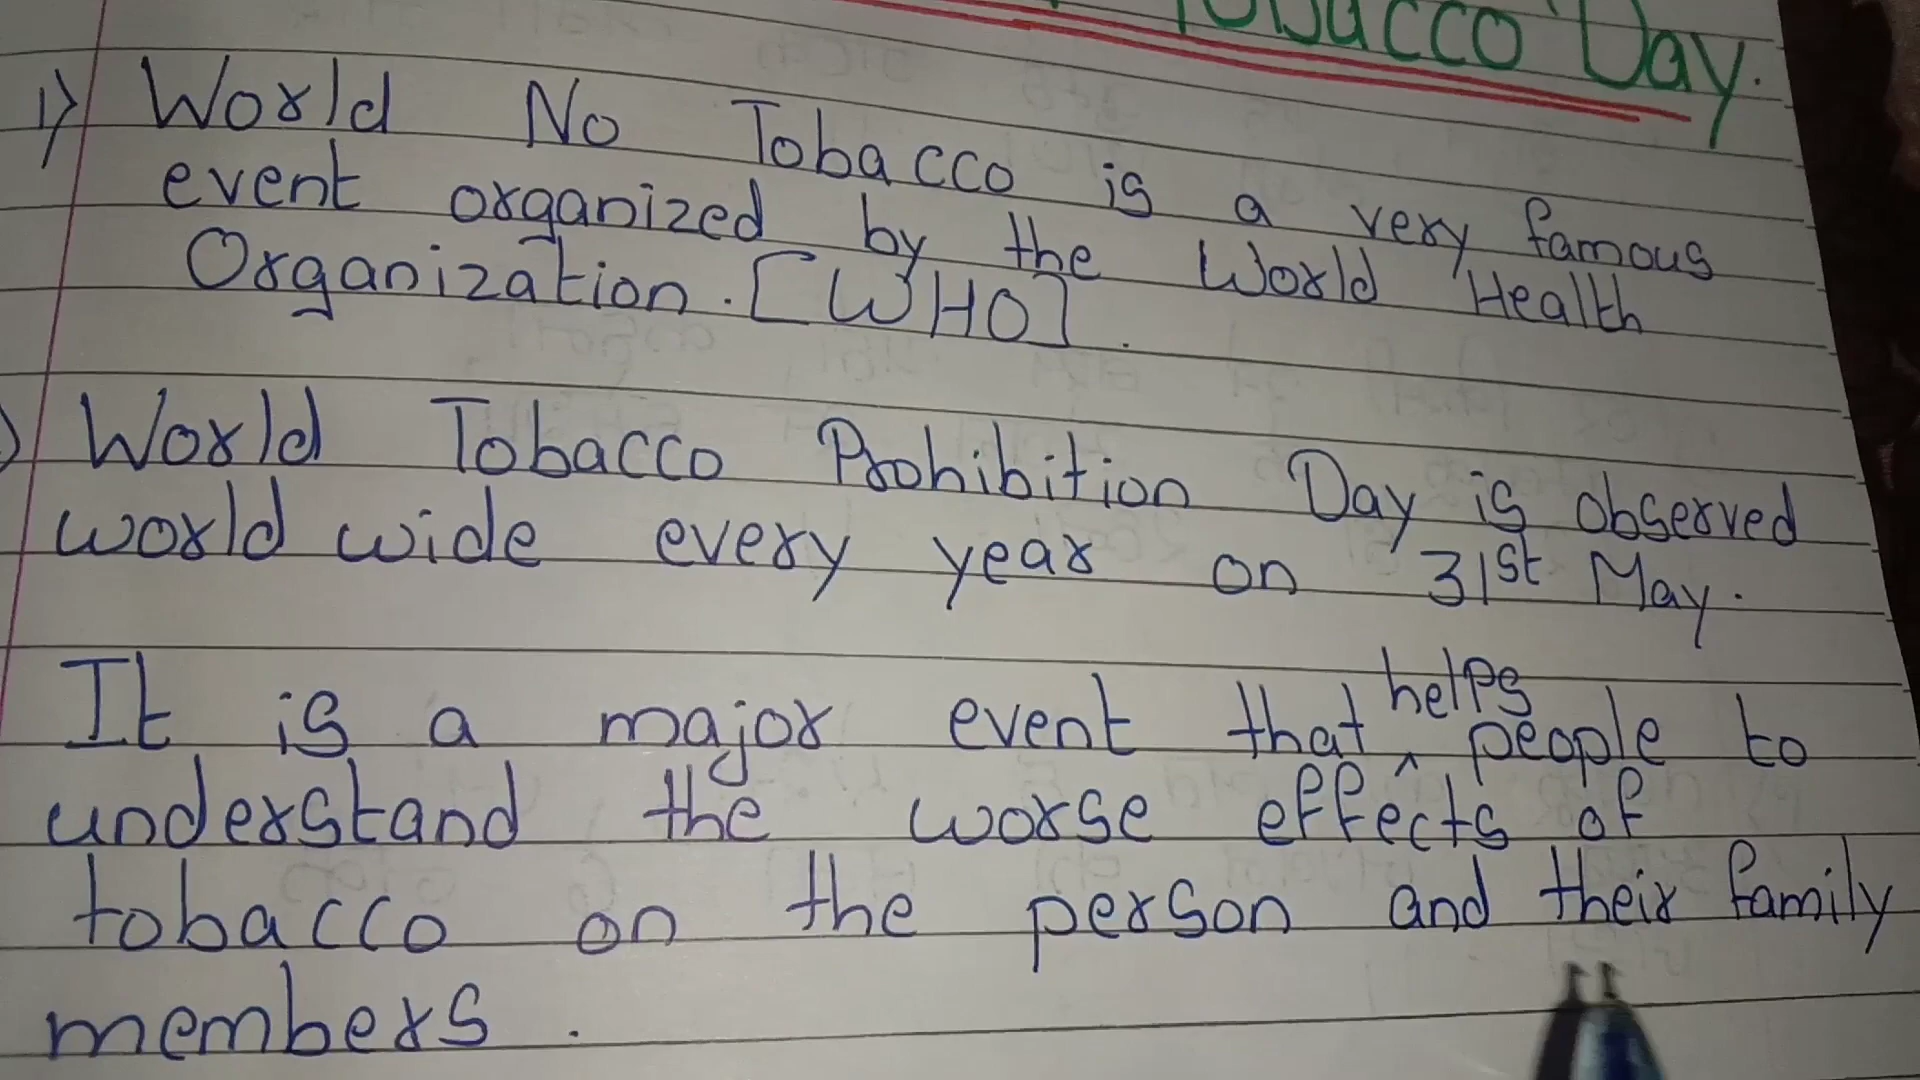 Tobacco Day.
1) World No Tobacco is a very famous
event organized by the World Health
Organization. [WHO].
) World Tobacco Prohibition Day is observed
world wide every year on 31st May.
It is a major event that ^ helps people to
understand the worse effects of
tobacco on the person and their family
members.